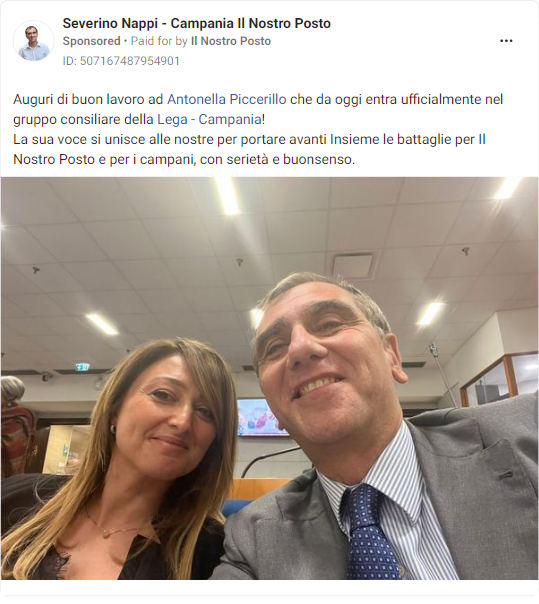 Severino Nappi - Campania Il Nostro Posto
Sponsored • Paid for by Il Nostro Posto
ID: 507167487954901
Auguri di buon lavoro ad Antonella Piccerillo che da oggi entra ufficialmente nel
gruppo consiliare della Lega - Campania!
La sua voce si unisce alle nostre per portare avanti Insieme le battaglie per Il
Nostro Posto e per i campani, con serietà e buonsenso.